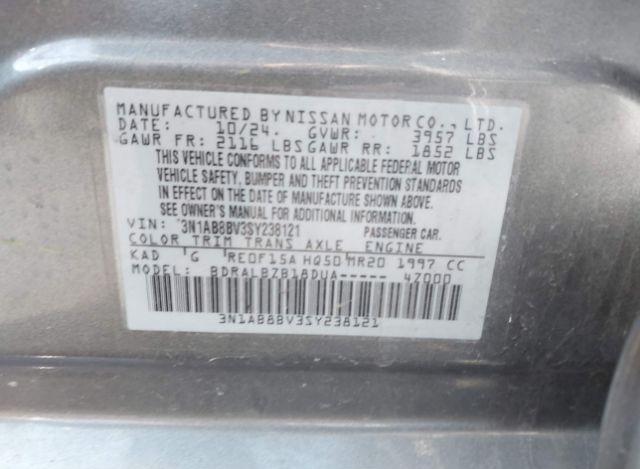 MANUFACTURED BY NISSAN MOTOR CO., LTD.
DATE: 10/24. GVWR: 3957 LBS
GAWR FR: 2116 LBS GAWR RR: 1852 LBS
THIS VEHICLE CONFORMS TO ALL APPLICABLE FEDERAL MOTOR
VEHICLE SAFETY, BUMPER AND THEFT PREVENTION STANDARDS
IN EFFECT ON THE DATE OF MANUFACTURE SHOWN ABOVE.
SEE OWNER'S MANUAL FOR ADDITIONAL INFORMATION.
VIN: 3N1AB8BV3SY238121 PASSENGER CAR.
COLOR TRIM TRANS AXLE ENGINE
KAD G RE0F15A HQ50 MR20 1997 CC
MODEL: BDRALBZB18DUA----- 4Z000
3N1AB8BV3SY238121